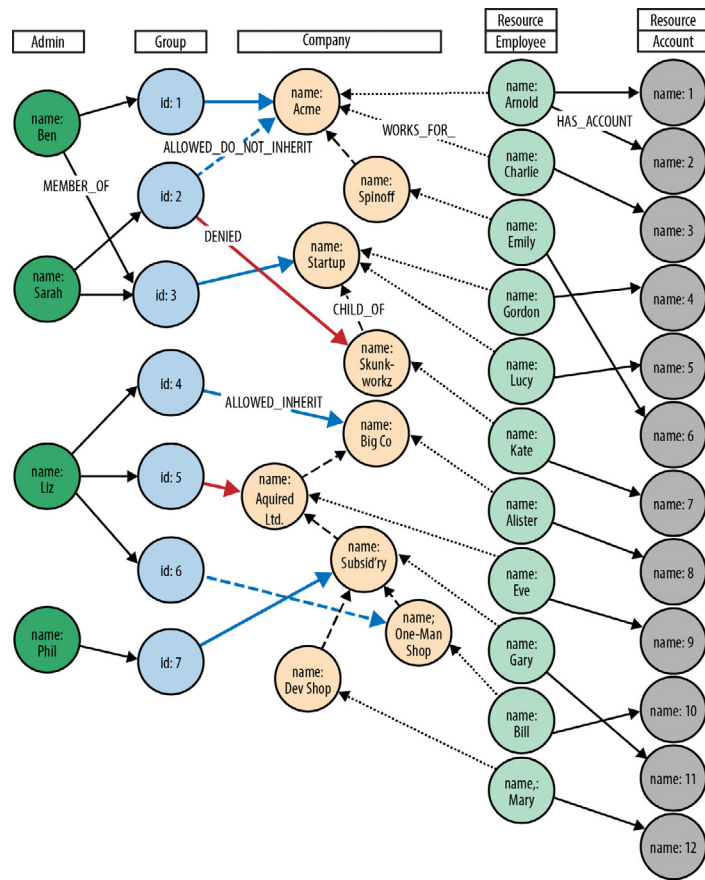 Admin
Group
Company
Resource
Employee
Resource
Account
name:
Ben
name:
Sarah
name:
Liz
name:
Phil
MEMBER_OF
id: 1
id: 2
id: 3
id: 4
id: 5
id: 6
id: 7
ALLOWED_DO_NOT_INHERIT
DENIED
ALLOWED_INHERIT
name:
Acme
name:
Spinoff
name:
Startup
CHILD_OF
name:
Skunk-
workz
name:
Big Co
name:
Aquired
Ltd.
name:
Subsid'ry
name;
One-Man
Shop
name:
Dev Shop
WORKS_FOR_
name:
Arnold
name:
Charlie
name:
Emily
name:
Gordon
name:
Lucy
name:
Kate
name:
Alister
name:
Eve
name:
Gary
name:
Bill
name,:
Mary
HAS_ACCOUNT
name: 1
name: 2
name: 3
name: 4
name: 5
name: 6
name: 7
name: 8
name: 9
name: 10
name: 11
name: 12